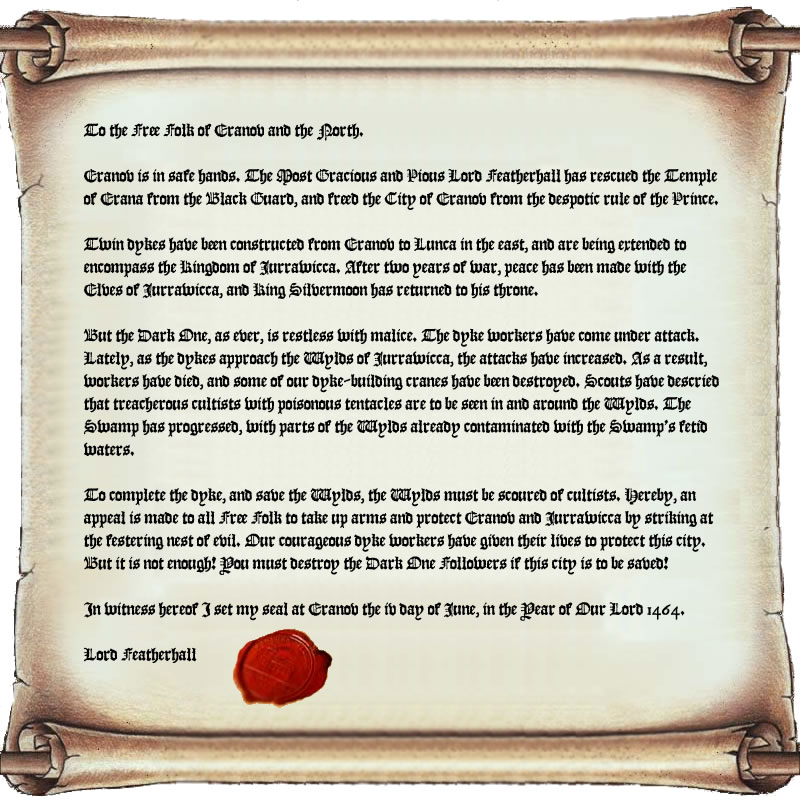 To the Free Folk of Eranov and the North.
Eranov is in safe hands. The Most Gracious and Pious Lord Featherhall has rescued the Temple
of Erana from the Black Guard, and freed the City of Eranov from the despotic rule of the Prince.
Twin dykes have been constructed from Eranov to Lunca in the east, and are being extended to
encompass the Kingdom of Jurrawicca. After two years of war, peace has been made with the
Elves of Jurrawicca, and King Silvermoon has returned to his throne.
But the Dark One, as ever, is restless with malice. The dyke workers have come under attack.
Lately, as the dykes approach the Wylds of Jurrawicca, the attacks have increased. As a result,
workers have died, and some of our dyke-building cranes have been destroyed. Scouts have descried
that treacherous cultists with poisonous tentacles are to be seen in and around the Wylds. The
Swamp has progressed, with parts of the Wylds already contaminated with the Swamp's fetid
waters.
To complete the dyke, and save the Wylds, the Wylds must be scoured of cultists. Hereby, an
appeal is made to all Free Folk to take up arms and protect Eranov and Jurrawicca by striking at
the festering nest of evil. Our courageous dyke workers have given their lives to protect this city.
But it is not enough! You must destroy the Dark One Followers if this city is to be saved!
In witness hereof I set my seal at Eranov the iv day of June, in the Year of Our Lord 1464.
Lord Featherhall